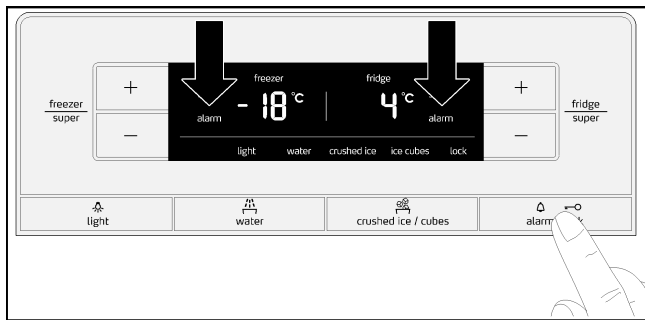 freezer
super
+
−
freezer
fridge
alarm
-18 °C
4 °C
alarm
light
water
crushed ice
ice cubes
lock
+
−
fridge
super
light
water
crushed ice / cubes
alarm